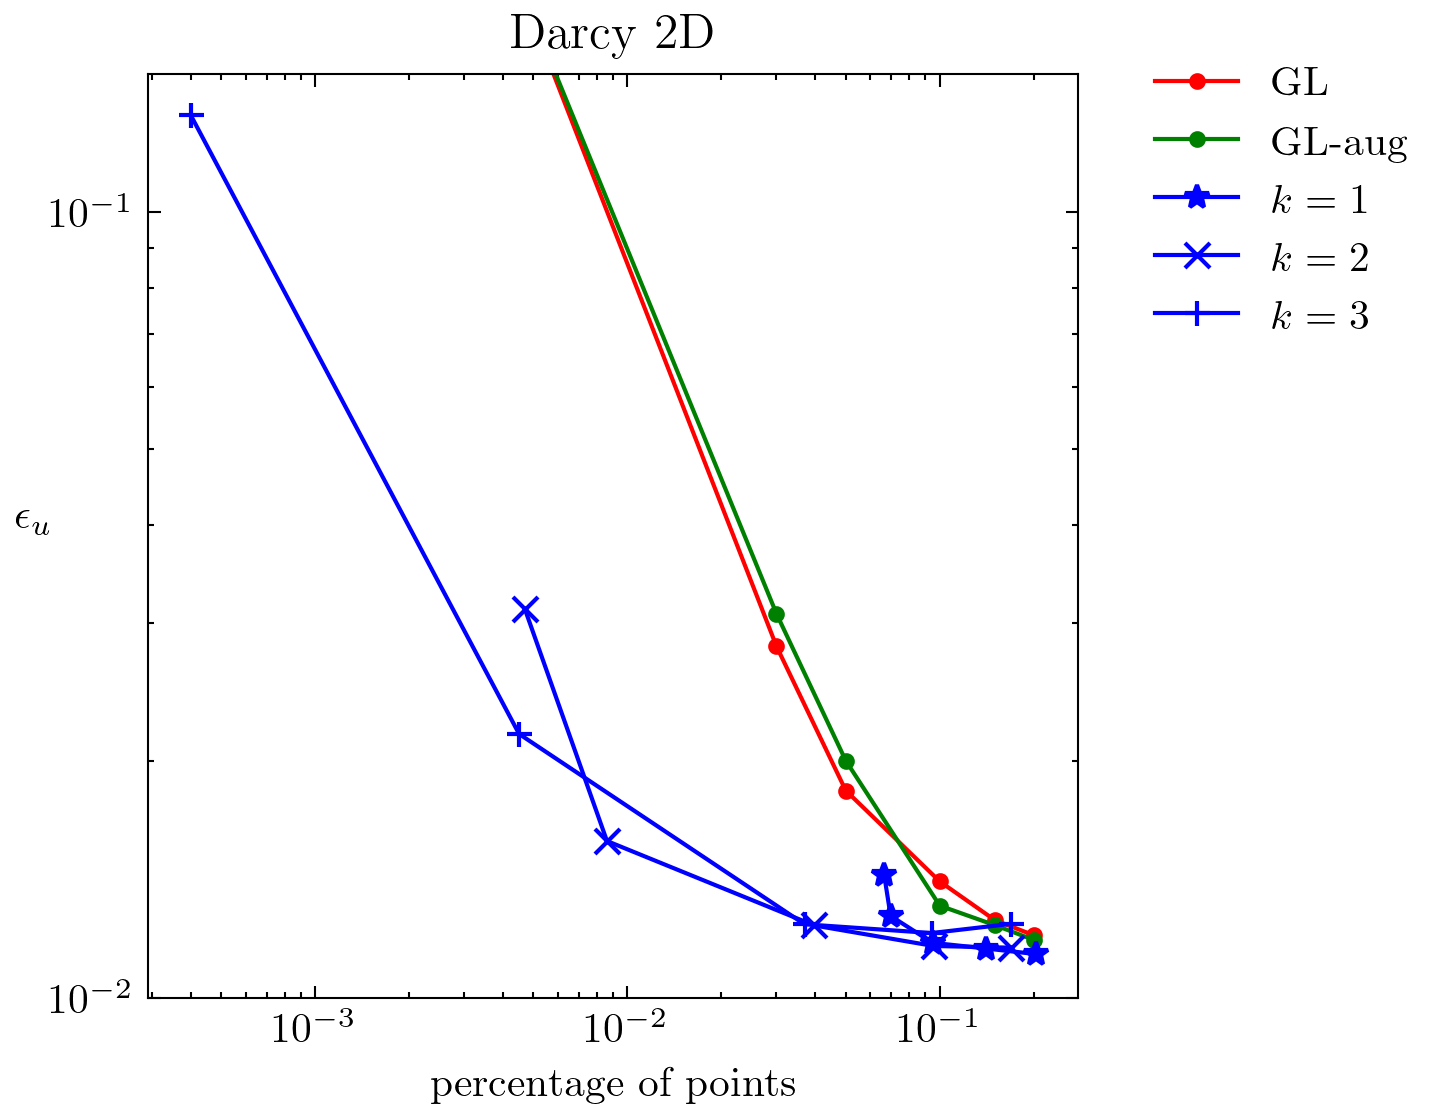 Darcy 2D
GL
GL-aug
k = 1
k = 2
k = 3
10⁻¹
ϵᵤ
10⁻²
10⁻³ 10⁻² 10⁻¹
percentage of points